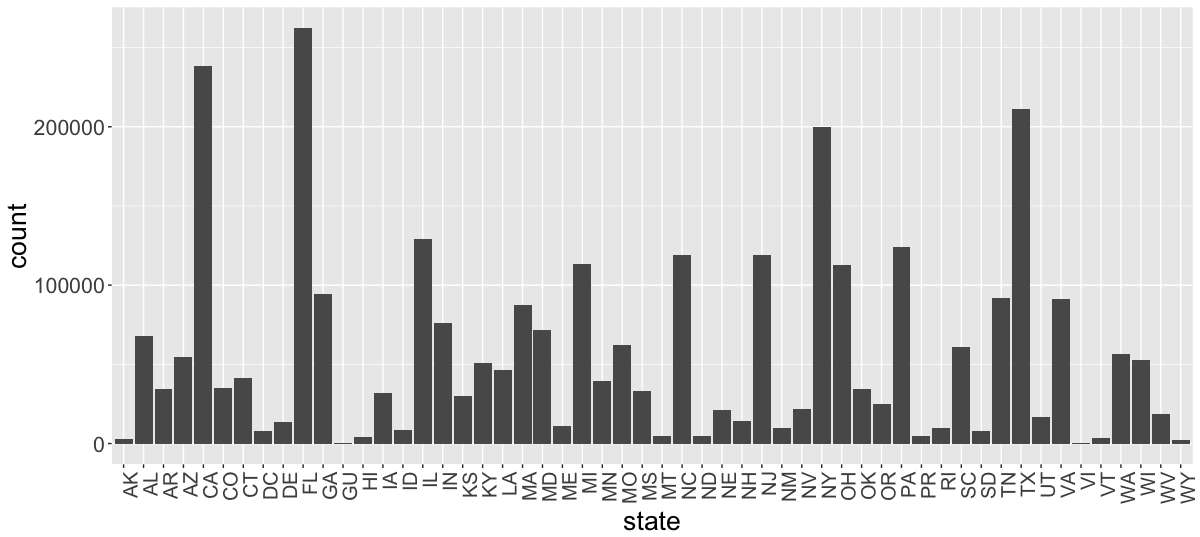 count
200000
100000
0
AK AL AR AZ CA CO CT DC DE FL GA GU HI IA ID IL IN KS KY LA MA MD ME MI MN MO MS MT NC ND NE NH NJ NM NV NY OH OK OR PA PR RI SC SD TN TX UT VA VI VT WA WI WV WY
state